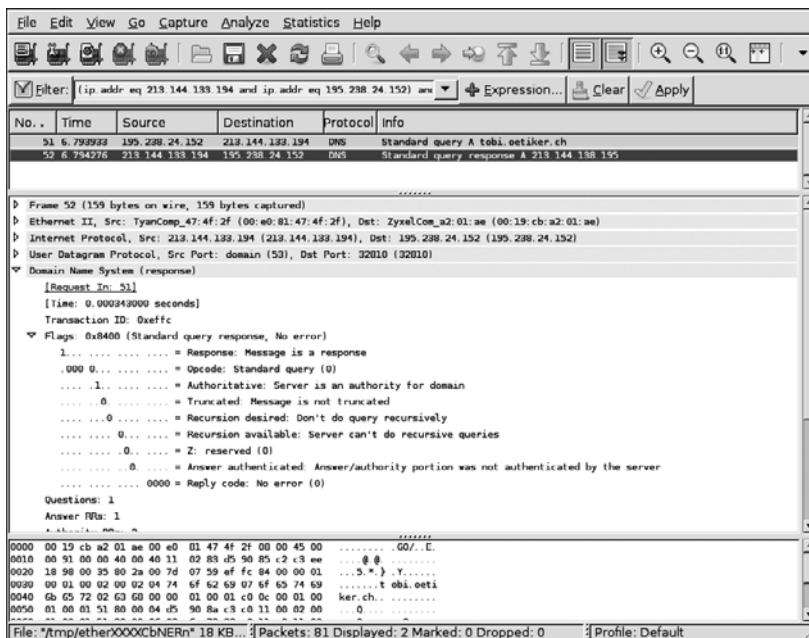 File Edit View Go Capture Analyze Statistics Help
Filter: (ip.addr eq 213.144.133.194 and ip.addr eq 195.238.24.152) and Expression... Clear Apply
No. . Time Source Destination Protocol Info
51 6.793933 195.238.24.152 213.144.133.194 DNS Standard query A tobi.oetiker.ch
52 6.794276 213.144.133.194 195.238.24.152 DNS Standard query response A 213.144.138.195
Frame 52 (159 bytes on wire, 159 bytes captured)
Ethernet II, Src: TyanComp_47:4f:2f (00:e0:81:47:4f:2f), Dst: ZyxelCom_a2:01:ae (00:19:cb:a2:01:ae)
Internet Protocol, Src: 213.144.133.194 (213.144.133.194), Dst: 195.238.24.152 (195.238.24.152)
User Datagram Protocol, Src Port: domain (53), Dst Port: 32810 (32810)
Domain Name System (response)
[Request In: 51]
[Time: 0.000343000 seconds]
Transaction ID: 0xeffc
Flags: 0x8400 (Standard query response, No error)
1... .... .... .... = Response: Message is a response
.000 0... .... .... = Opcode: Standard query (0)
.... .1.. .... .... = Authoritative: Server is an authority for domain
.... ..0. .... .... = Truncated: Message is not truncated
.... ...0 .... .... = Recursion desired: Don't do query recursively
.... .... 0... .... = Recursion available: Server can't do recursive queries
.... .... .0.. .... = Z: reserved (0)
.... .... ..0. .... = Answer authenticated: Answer/authority portion was not authenticated by the server
.... .... .... 0000 = Reply code: No error (0)
Questions: 1
Answer RRs: 1
0000 00 19 cb a2 01 ae 00 e0 81 47 4f 2f 08 00 45 00 ........ .GO/..E.
0010 00 91 00 00 40 00 40 11 02 83 d5 90 85 c2 c3 ee ....@.@. ........
0020 18 98 00 35 80 2a 00 7d 07 59 ef fc 84 00 00 01 ...5.*.} .Y......
0030 00 01 00 02 00 02 04 74 6f 62 69 07 6f 65 74 69 .......t obi.oeti
0040 6b 65 72 02 63 68 00 00 01 00 01 c0 0c 00 01 00 ker.ch.. ........
0050 01 00 01 51 80 00 04 d5 90 8a c3 c0 11 00 02 00 ...Q.... ........
File: "/tmp/etherXXXXCbNERn" 18 KB... Packets: 81 Displayed: 2 Marked: 0 Dropped: 0 Profile: Default